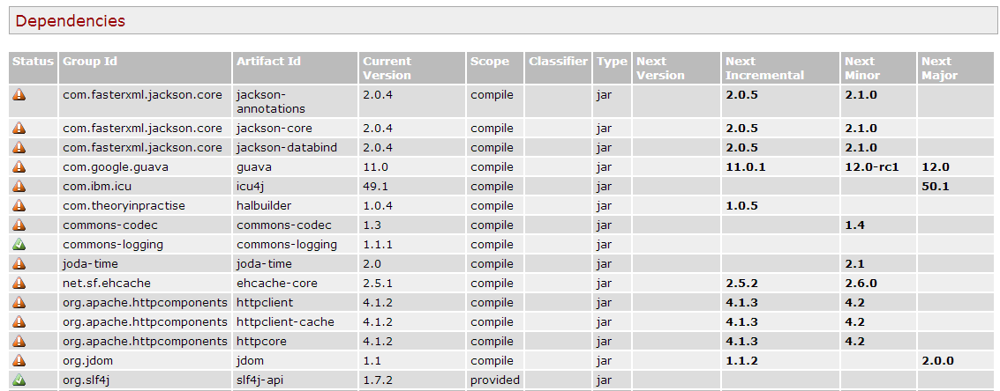 Dependencies
Status Group Id Artifact Id Current Version Scope Classifier Type Next Version Next Incremental Next Minor Next Major
com.fasterxml.jackson.core jackson-annotations 2.0.4 compile jar 2.0.5 2.1.0
com.fasterxml.jackson.core jackson-core 2.0.4 compile jar 2.0.5 2.1.0
com.fasterxml.jackson.core jackson-databind 2.0.4 compile jar 2.0.5 2.1.0
com.google.guava guava 11.0 compile jar 11.0.1 12.0-rc1 12.0
com.ibm.icu icu4j 49.1 compile jar 50.1
com.theoryinpractise halbuilder 1.0.4 compile jar 1.0.5
commons-codec commons-codec 1.3 compile jar 1.4
commons-logging commons-logging 1.1.1 compile jar
joda-time joda-time 2.0 compile jar 2.1
net.sf.ehcache ehcache-core 2.5.1 compile jar 2.5.2 2.6.0
org.apache.httpcomponents httpclient 4.1.2 compile jar 4.1.3 4.2
org.apache.httpcomponents httpclient-cache 4.1.2 compile jar 4.1.3 4.2
org.apache.httpcomponents httpcore 4.1.2 compile jar 4.1.3 4.2
org.jdom jdom 1.1 compile jar 1.1.2 2.0.0
org.slf4j slf4j-api 1.7.2 provided jar